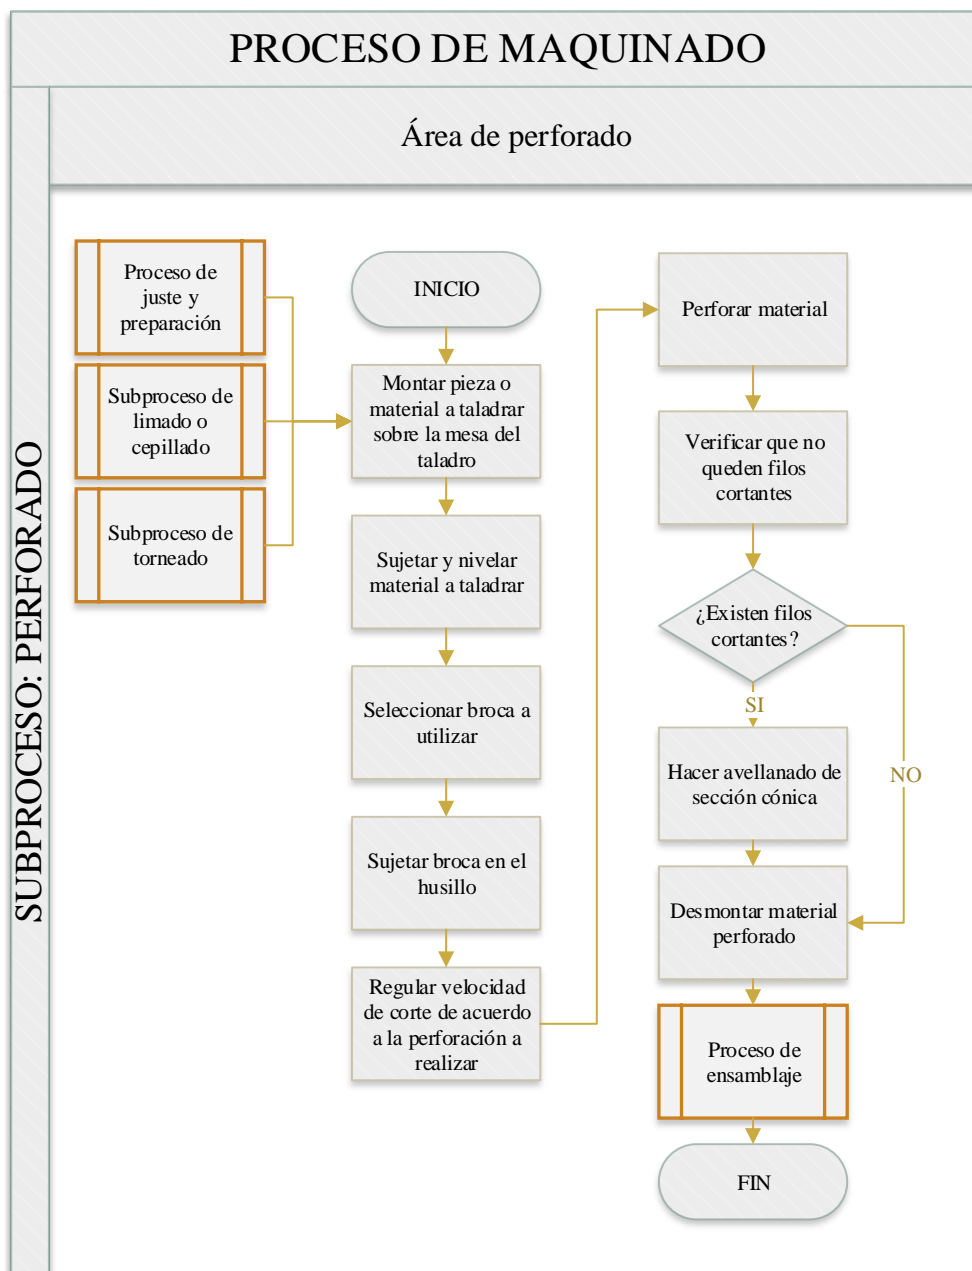 PROCESO DE MAQUINADO
Área de perforado
SUBPROCESO: PERFORADO
Proceso de
juste y
preparación
Subproceso de
limado o
cepillado
Subproceso de
torneado
INICIO
Montar pieza o
material a taladrar
sobre la mesa del
taladro
Sujetar y nivelar
material a taladrar
Seleccionar broca a
utilizar
Sujetar broca en el
husillo
Regular velocidad
de corte de acuerdo
a la perforación a
realizar
Perforar material
Verificar que no
queden filos
cortantes
¿Existen filos
cortantes?
SI
NO
Hacer avellanado de
sección cónica
Desmontar material
perforado
Proceso de
ensamblaje
FIN